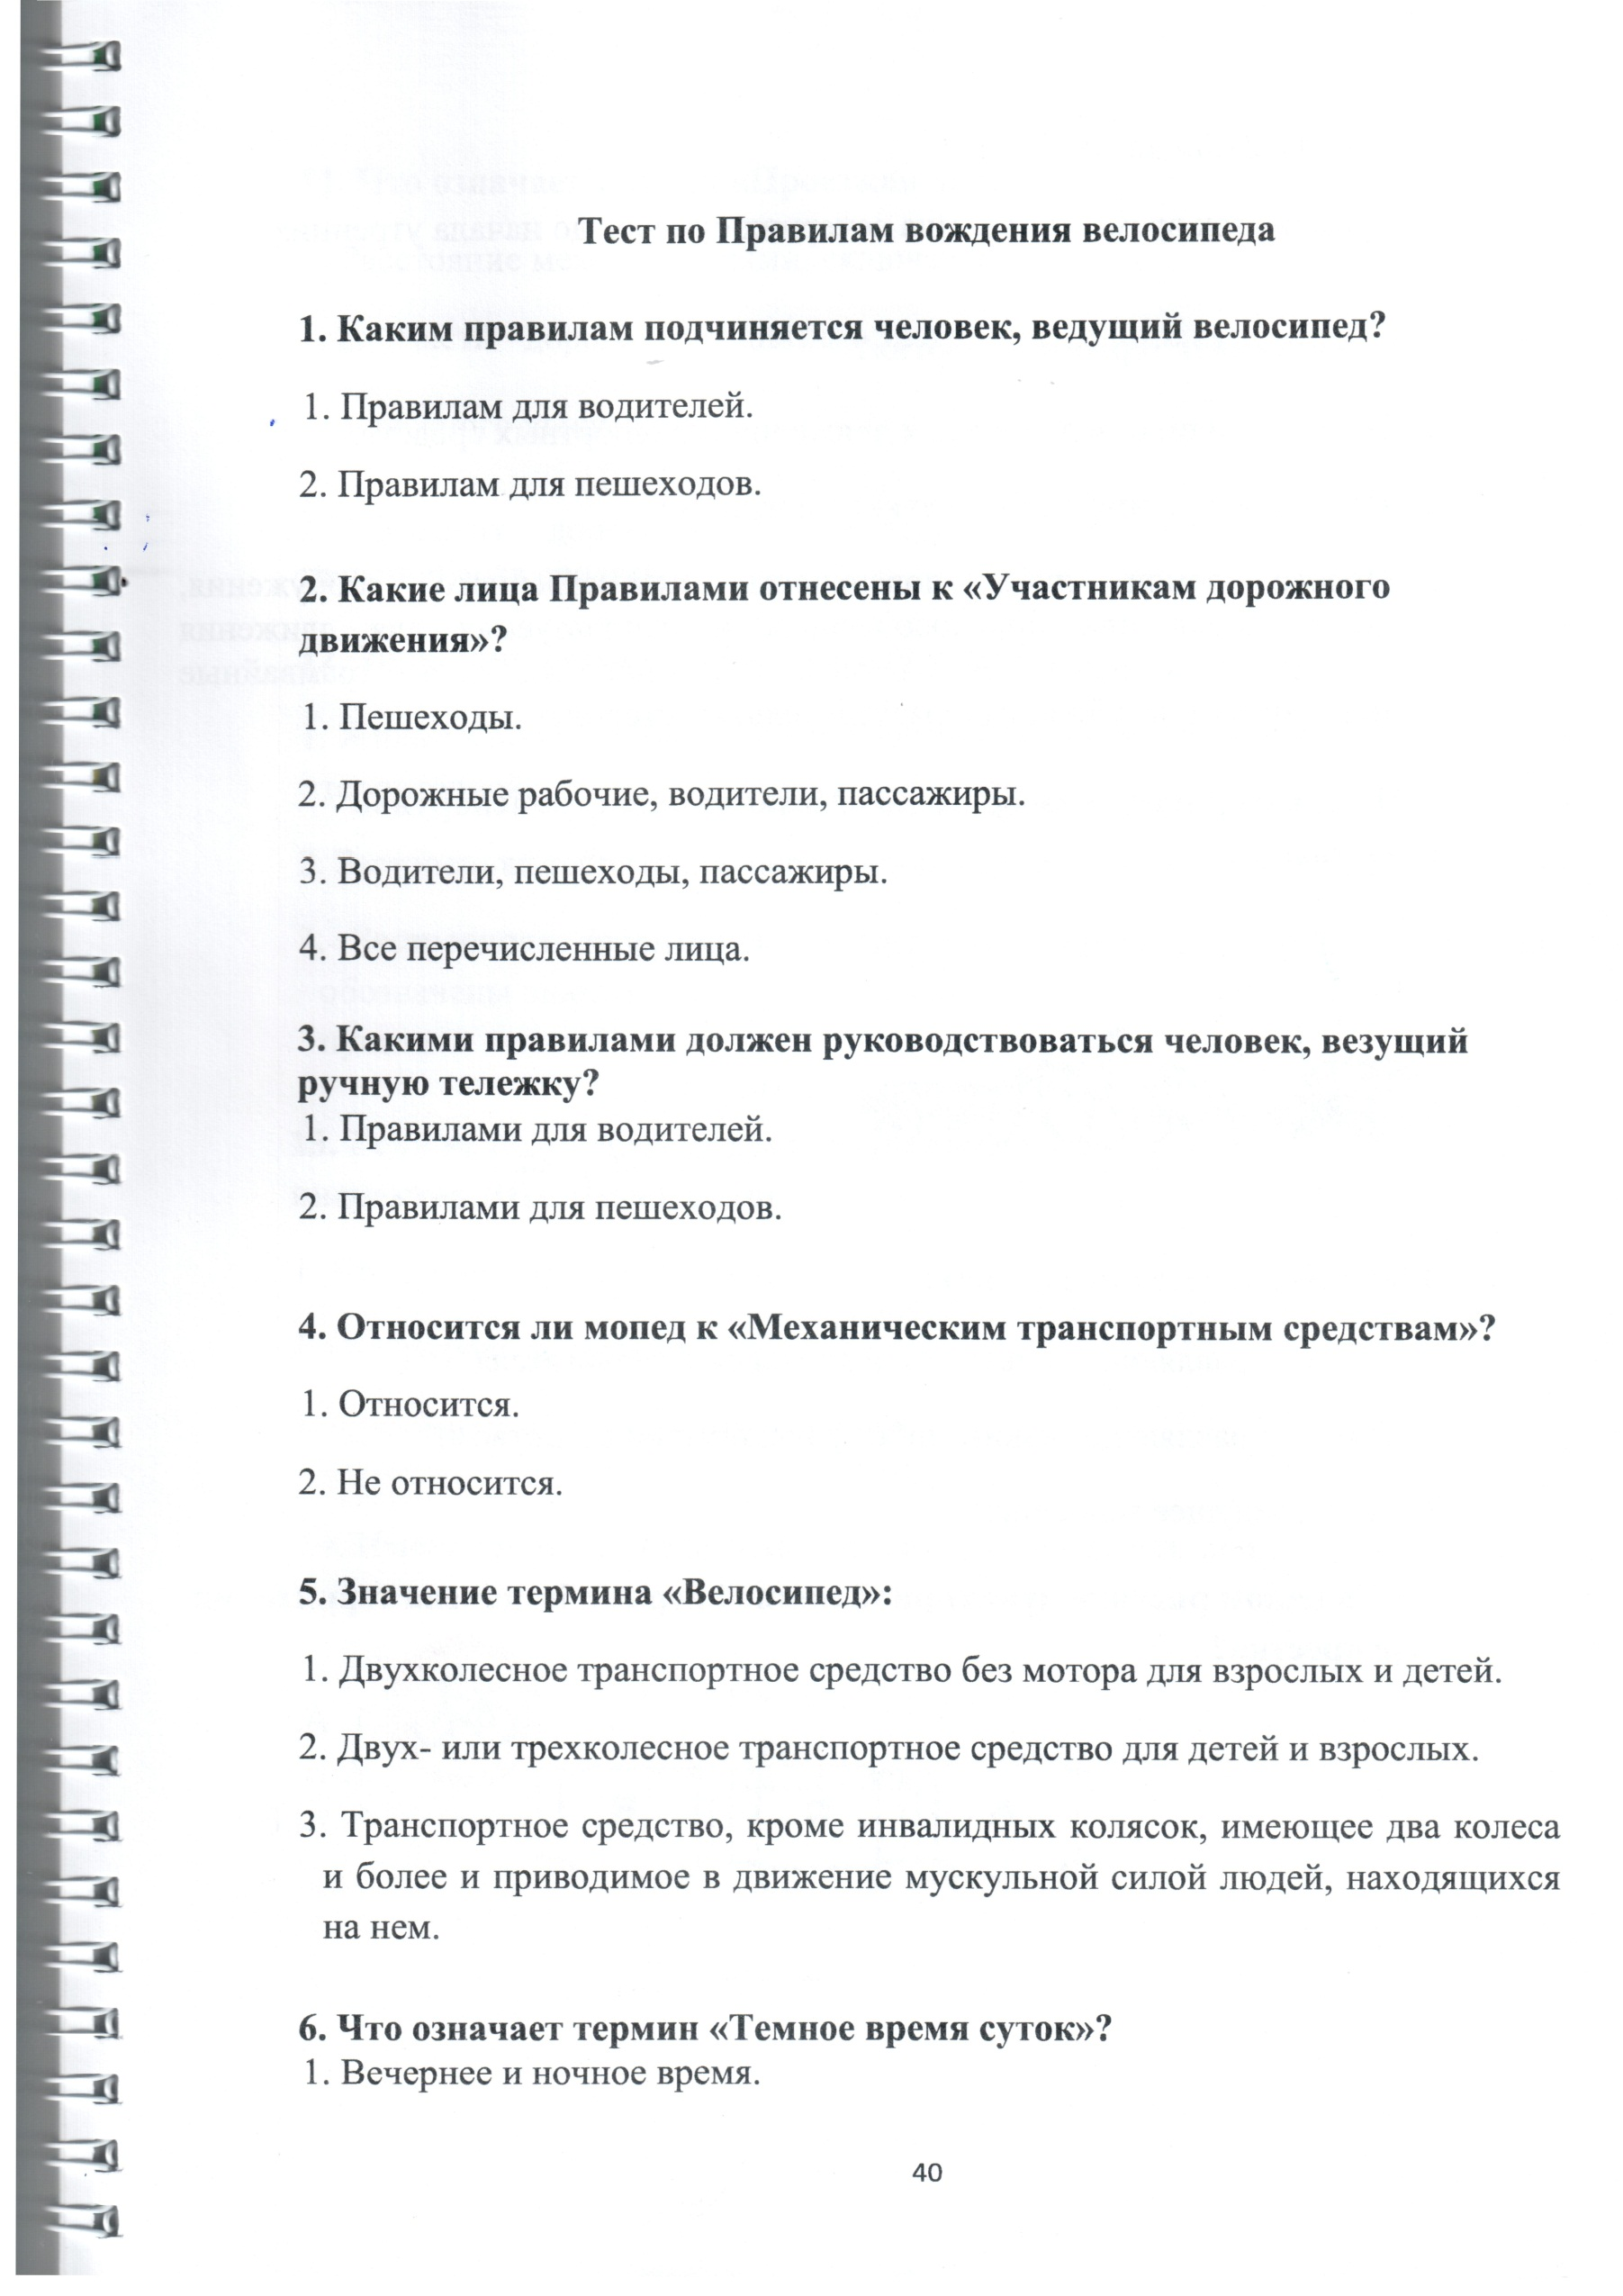 Тест по Правилам вождения велосипеда
1. Каким правилам подчиняется человек, ведущий велосипед?
1. Правилам для водителей.
2. Правилам для пешеходов.
2. Какие лица Правилами отнесены к «Участникам дорожного
движения»?
1. Пешеходы.
2. Дорожные рабочие, водители, пассажиры.
3. Водители, пешеходы, пассажиры.
4. Все перечисленные лица.
3. Какими правилами должен руководствоваться человек, везущий
ручную тележку?
1. Правилами для водителей.
2. Правилами для пешеходов.
4. Относится ли мопед к «Механическим транспортным средствам»?
1. Относится.
2. Не относится.
5. Значение термина «Велосипед»:
1. Двухколесное транспортное средство без мотора для взрослых и детей.
2. Двух- или трехколесное транспортное средство для детей и взрослых.
3. Транспортное средство, кроме инвалидных колясок, имеющее два колеса
и более и приводимое в движение мускульной силой людей, находящихся
на нем.
6. Что означает термин «Темное время суток»?
1. Вечернее и ночное время.
40